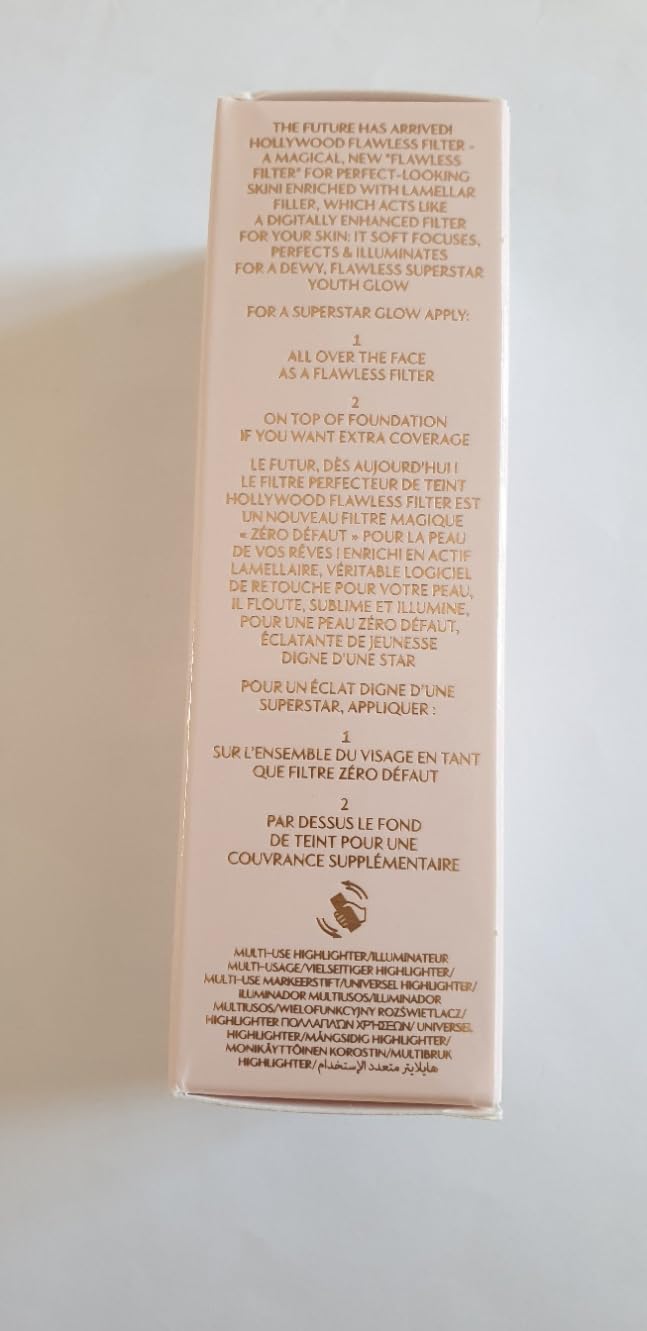 THE FUTURE HAS ARRIVED!
HOLLYWOOD FLAWLESS FILTER -
A MAGICAL, NEW "FLAWLESS
FILTER" FOR PERFECT-LOOKING
SKIN! ENRICHED WITH LAMELLAR
FILLER, WHICH ACTS LIKE
A DIGITALLY ENHANCED FILTER
FOR YOUR SKIN: IT SOFT FOCUSES,
PERFECTS & ILLUMINATES
FOR A DEWY, FLAWLESS SUPERSTAR
YOUTH GLOW
FOR A SUPERSTAR GLOW APPLY:
1
ALL OVER THE FACE
AS A FLAWLESS FILTER
2
ON TOP OF FOUNDATION
IF YOU WANT EXTRA COVERAGE
LE FUTUR, DÈS AUJOURD'HUI !
LE FILTRE PERFECTEUR DE TEINT
HOLLYWOOD FLAWLESS FILTER EST
UN NOUVEAU FILTRE MAGIQUE
« ZÉRO DÉFAUT » POUR LA PEAU
DE VOS RÊVES ! ENRICHI EN ACTIF
LAMELLAIRE, VÉRITABLE LOGICIEL
DE RETOUCHE POUR VOTRE PEAU,
IL FLOUTE, SUBLIME ET ILLUMINE,
POUR UNE PEAU ZÉRO DÉFAUT,
ÉCLATANTE DE JEUNESSE
DIGNE D'UNE STAR
POUR UN ÉCLAT DIGNE D'UNE
SUPERSTAR, APPLIQUER :
1
SUR L'ENSEMBLE DU VISAGE EN TANT
QUE FILTRE ZÉRO DÉFAUT
2
PAR DESSUS LE FOND
DE TEINT POUR UNE
COUVRANCE SUPPLÉMENTAIRE
MULTI-USE HIGHLIGHTER/ILLUMINATEUR
MULTI-USAGE/VIELSEITIGER HIGHLIGHTER/
MULTI-USE MARKEERSTIFT/UNIVERSEL HIGHLIGHTER/
ILUMINADOR MULTIUSOS/ILUMINADOR
MULTIUSOS/WIELOFUNKCYJNY ROZŚWIETLACZ/
HIGHLIGHTER ΠΟΛΛΑΠΛΩΝ ΧΡΗΣΕΩΝ/ UNIVERSEL
HIGHLIGHTER/MÅNGSIDIG HIGHLIGHTER/
MONIKÄYTTÖINEN KOROSTIN/MULTIBRUK
HIGHLIGHTER/هايلايتر متعدد الإستخدام